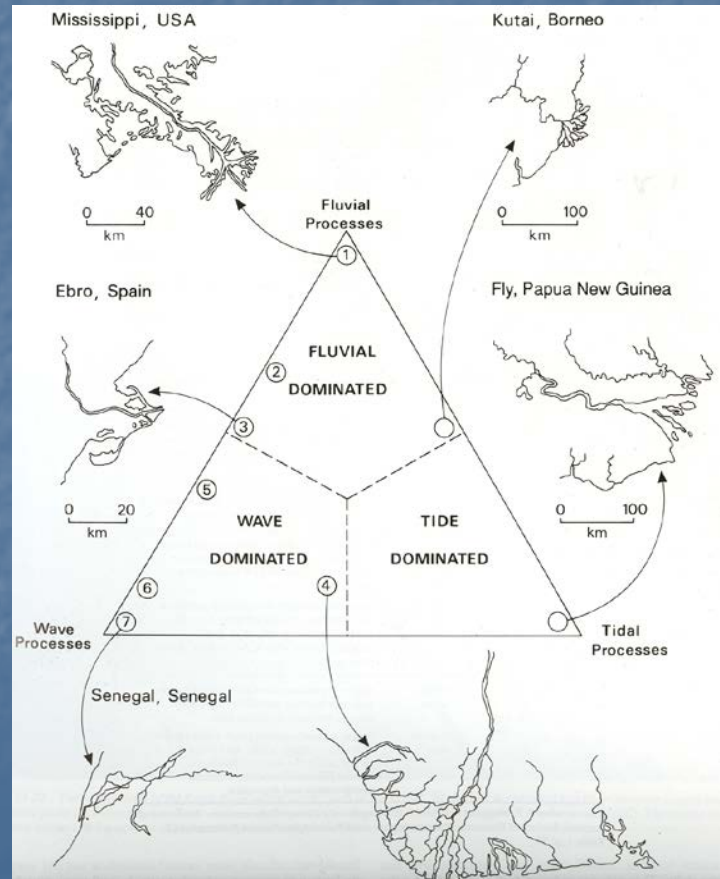 Mississippi, USA
Kutai, Borneo
0 40
km
Fluvial
Processes
0 100
km
1
Ebro, Spain
Fly, Papua New Guinea
FLUVIAL
DOMINATED
2
3
0 20
km
5
WAVE
DOMINATED
TIDE
DOMINATED
0 100
km
6
4
7
Wave
Processes
Tidal
Processes
Senegal, Senegal